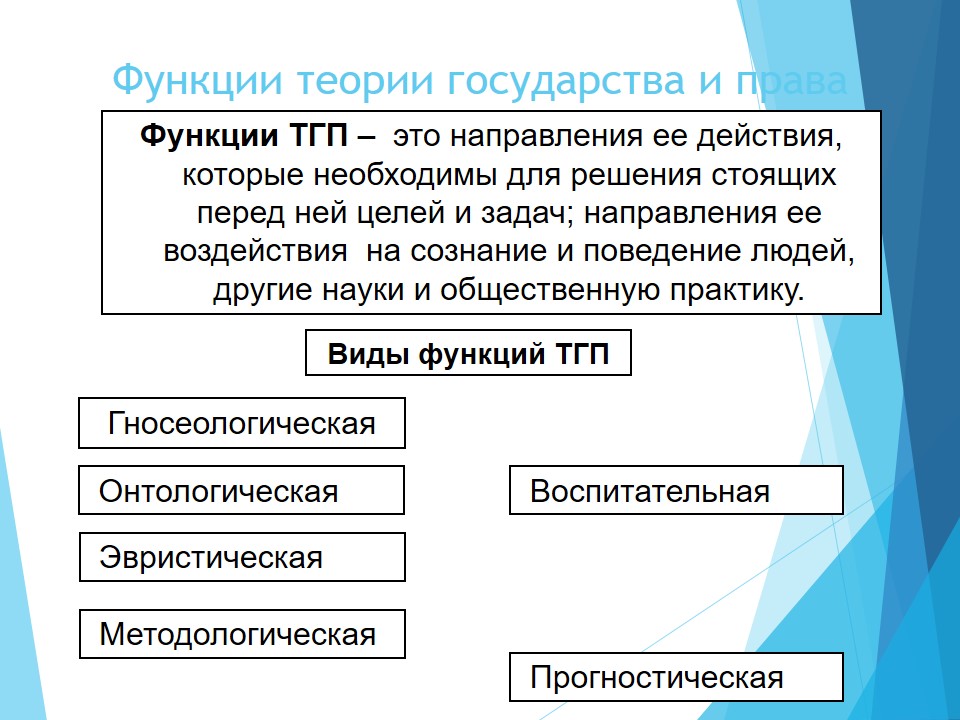 Функции теории государства и права
Функции ТГП – это направления ее действия,
которые необходимы для решения стоящих
перед ней целей и задач; направления ее
воздействия на сознание и поведение людей,
другие науки и общественную практику.
Виды функций ТГП
Гносеологическая
Онтологическая
Воспитательная
Эвристическая
Методологическая
Прогностическая